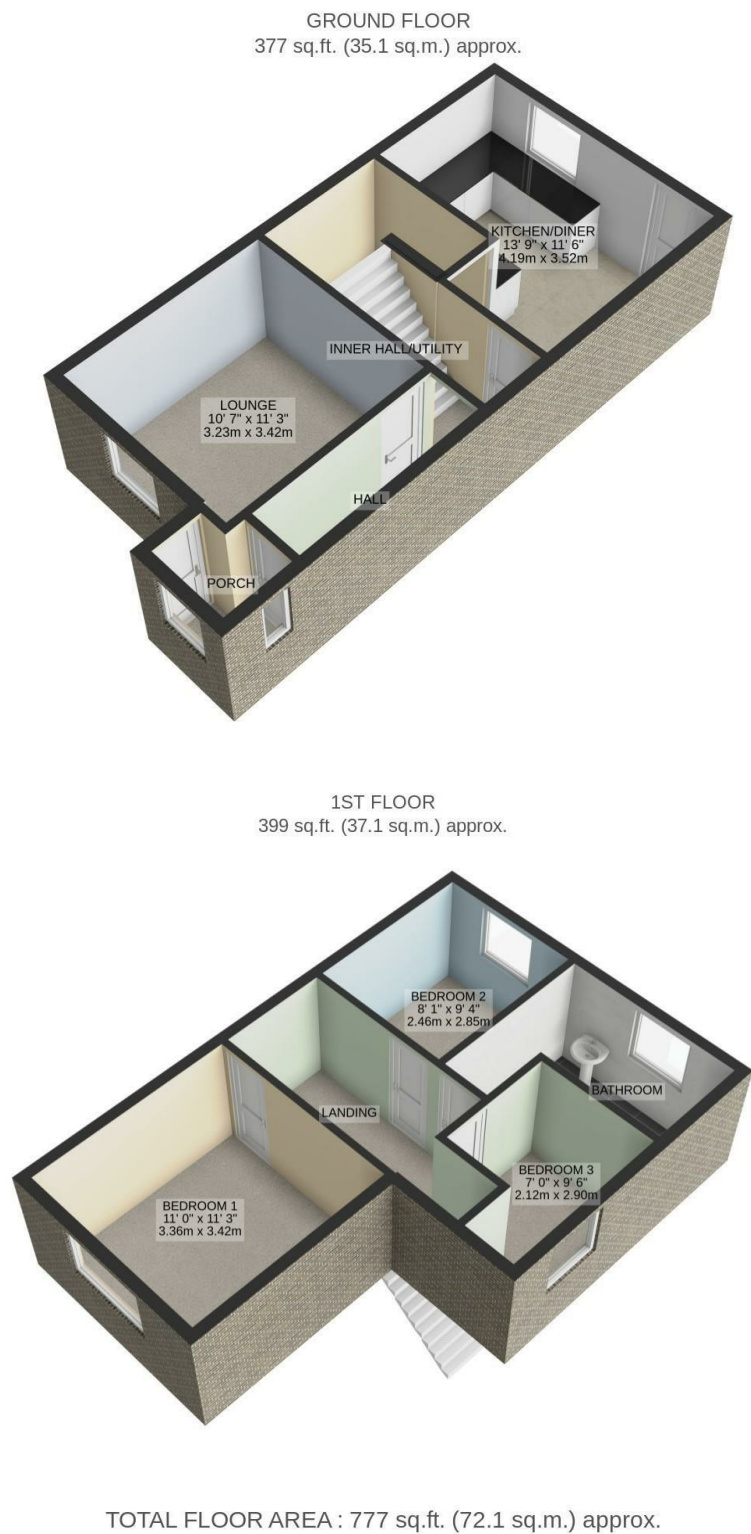 GROUND FLOOR
377 sq.ft. (35.1 sq.m.) approx.
KITCHEN/DINER
13' 9" x 11' 6"
4.19m x 3.52m
INNER HALL/UTILITY
LOUNGE
10' 7" x 11' 3"
3.23m x 3.42m
HALL
PORCH
1ST FLOOR
399 sq.ft. (37.1 sq.m.) approx.
BEDROOM 2
8' 1" x 9' 4"
2.46m x 2.85m
BATHROOM
LANDING
BEDROOM 3
7' 0" x 9' 6"
2.12m x 2.90m
BEDROOM 1
11' 0" x 11' 3"
3.36m x 3.42m
TOTAL FLOOR AREA : 777 sq.ft. (72.1 sq.m.) approx.